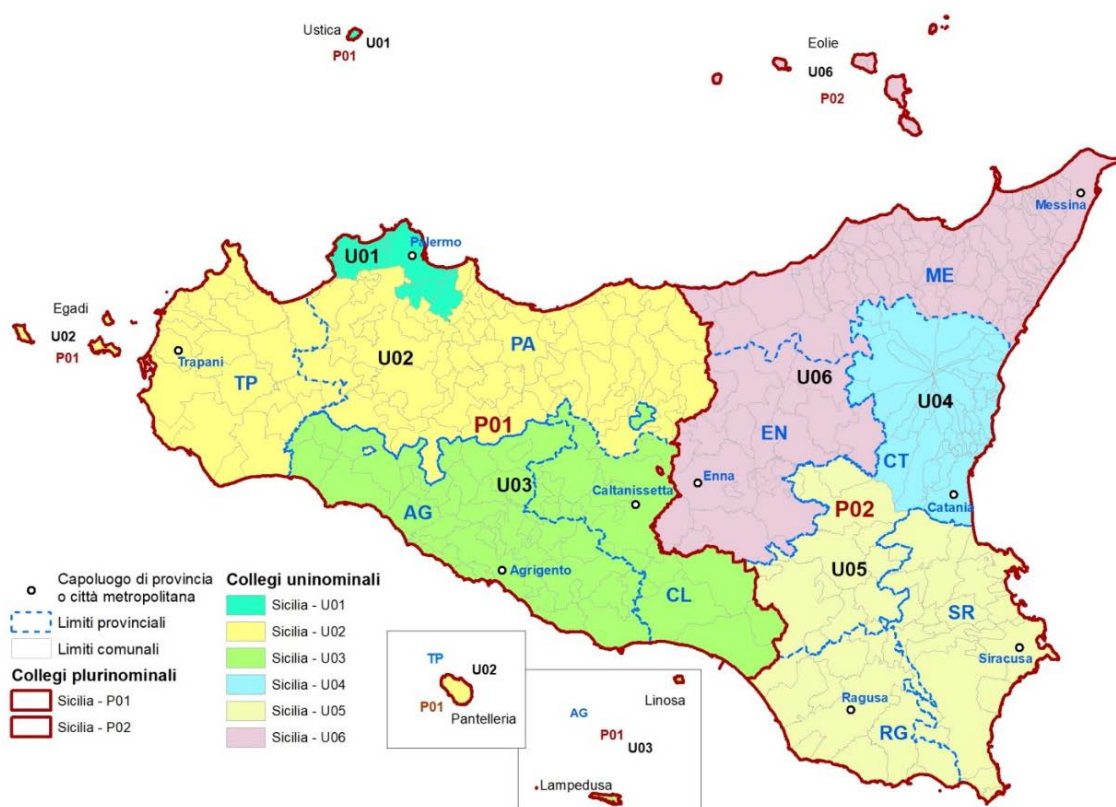 Ustica
U01
P01
Eolie
U06
P02
Messina
Palermo
U01
ME
Egadi
U02
P01
Trapani
TP
U02
PA
U06
U04
P01
EN
CT
Enna
Catania
U03
Caltanissetta
P02
AG
Agrigento
CL
U05
SR
Siracusa
Ragusa
RG
Capoluogo di provincia
o città metropolitana
Limiti provinciali
Limiti comunali
Collegi plurinominali
Sicilia - P01
Sicilia - P02
Collegi uninominali
Sicilia - U01
Sicilia - U02
Sicilia - U03
Sicilia - U04
Sicilia - U05
Sicilia - U06
TP
U02
P01
Pantelleria
Linosa
AG
P01
U03
Lampedusa